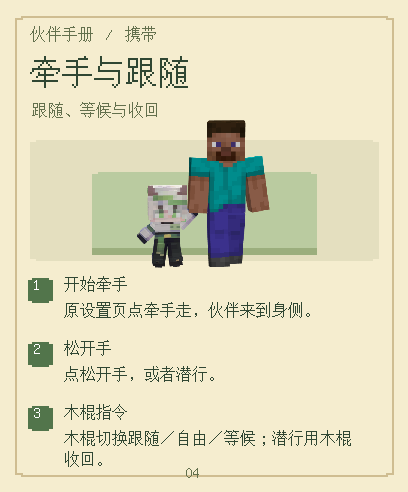 伙伴手册 / 携带
牵手与跟随
跟随、等候与收回
1 开始牵手
原设置页点牵手走，伙伴来到身侧。
2 松开手
点松开手，或者潜行。
3 木棍指令
木棍切换跟随／自由／等候；潜行用木棍
收回。
04